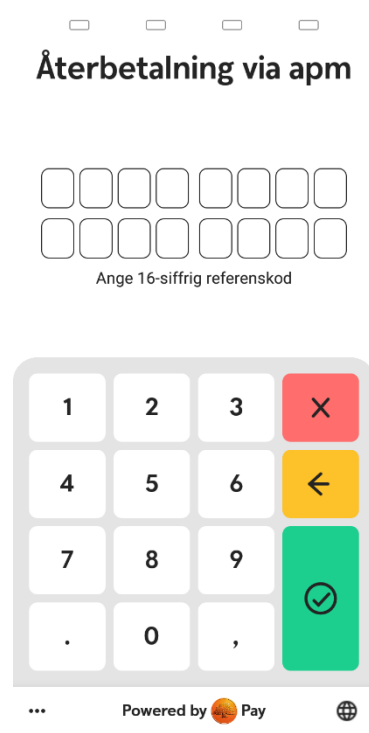 Återbetalning via apm
Ange 16-siffrig referenskod
1 2 3
4 5 6
7 8 9
. 0 ,
Powered by Pay